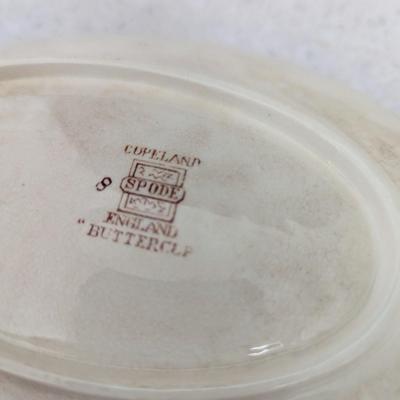 COPELAND
8 SPODE
ENGLAND
"BUTTERCUP